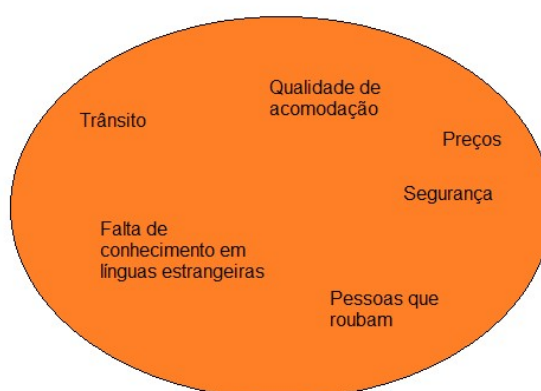 Qualidade de
acomodação
Trânsito
Preços
Segurança
Falta de
conhecimento em
línguas estrangeiras
Pessoas que
roubam